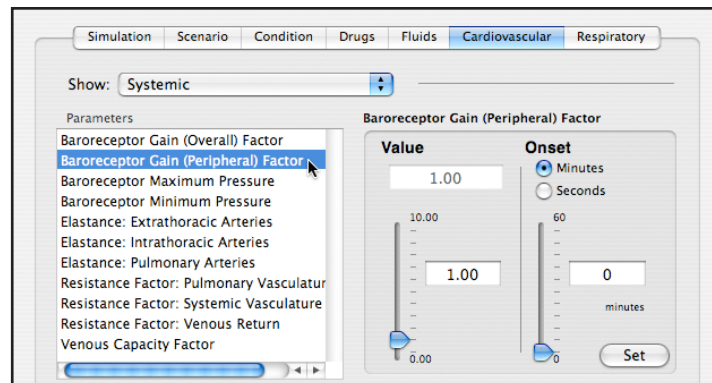 Simulation Scenario Condition Drugs Fluids Cardiovascular Respiratory
Show: Systemic
Parameters
Baroreceptor Gain (Overall) Factor
Baroreceptor Gain (Peripheral) Factor
Baroreceptor Maximum Pressure
Baroreceptor Minimum Pressure
Elastance: Extrathoracic Arteries
Elastance: Intrathoracic Arteries
Elastance: Pulmonary Arteries
Resistance Factor: Pulmonary Vasculatur
Resistance Factor: Systemic Vasculature
Resistance Factor: Venous Return
Venous Capacity Factor
Baroreceptor Gain (Peripheral) Factor
Value
1.00
10.00
1.00
0.00
Onset
Minutes
Seconds
60
0
minutes
0
Set